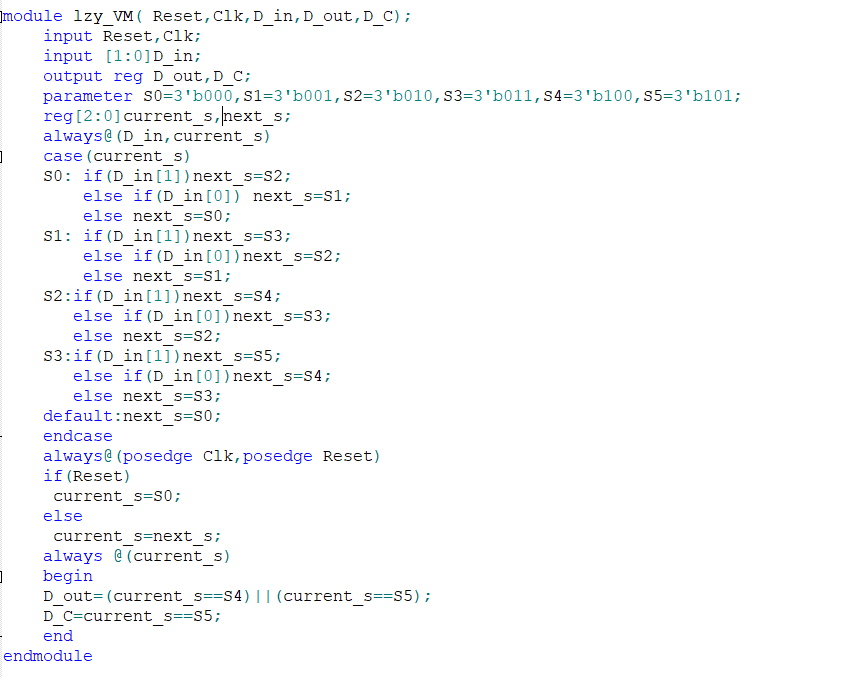 module lzy_VM( Reset,Clk,D_in,D_out,D_C);
    input Reset,Clk;
    input [1:0]D_in;
    output reg D_out,D_C;
    parameter S0=3'b000,S1=3'b001,S2=3'b010,S3=3'b011,S4=3'b100,S5=3'b101;
    reg[2:0]current_s,next_s;
    always@(D_in,current_s)
    case(current_s)
    S0: if(D_in[1])next_s=S2;
        else if(D_in[0]) next_s=S1;
        else next_s=S0;
    S1: if(D_in[1])next_s=S3;
        else if(D_in[0])next_s=S2;
        else next_s=S1;
    S2:if(D_in[1])next_s=S4;
       else if(D_in[0])next_s=S3;
       else next_s=S2;
    S3:if(D_in[1])next_s=S5;
       else if(D_in[0])next_s=S4;
       else next_s=S3;
    default:next_s=S0;
    endcase
    always@(posedge Clk,posedge Reset)
    if(Reset)
     current_s=S0;
    else
     current_s=next_s;
    always @(current_s)
    begin
    D_out=(current_s==S4)||(current_s==S5);
    D_C=current_s==S5;
    end
endmodule